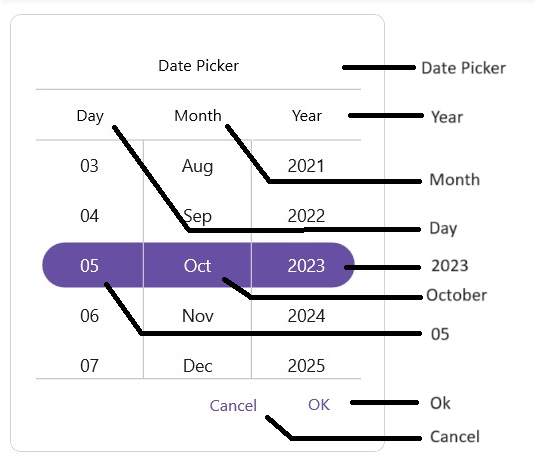 Date Picker Date Picker
Day Month Year Year
03 Aug 2021 Month
04 Sep 2022 Day
05 Oct 2023 2023
October
06 Nov 2024 05
07 Dec 2025
Cancel OK Ok
Cancel